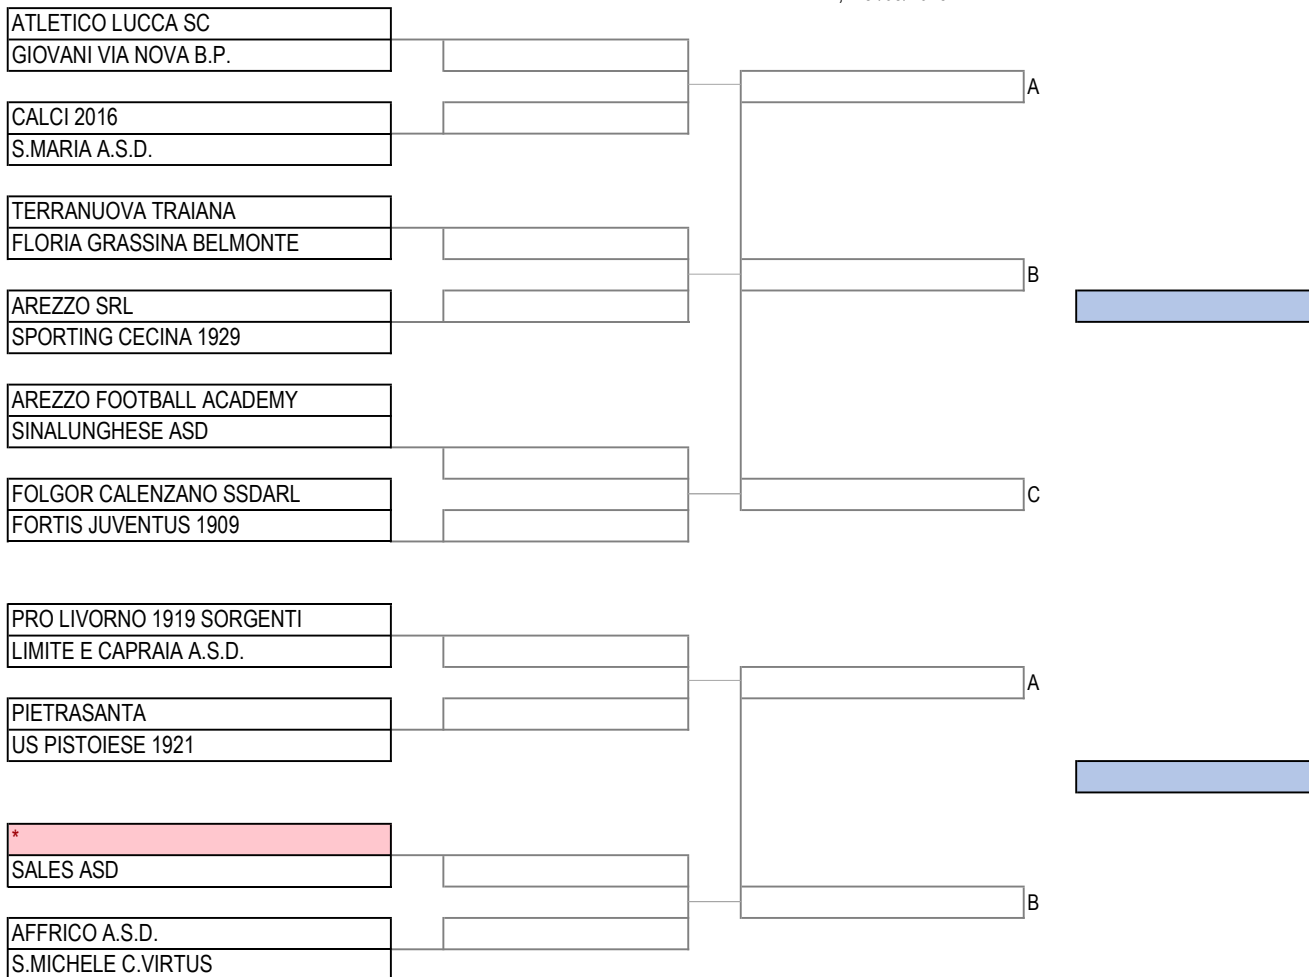 ATLETICO LUCCA SC
GIOVANI VIA NOVA B.P.
A
CALCI 2016
S.MARIA A.S.D.
TERRANUOVA TRAIANA
FLORIA GRASSINA BELMONTE
B
AREZZO SRL
SPORTING CECINA 1929
AREZZO FOOTBALL ACADEMY
SINALUNGHESE ASD
FOLGOR CALENZANO SSDARL
C
FORTIS JUVENTUS 1909
PRO LIVORNO 1919 SORGENTI
LIMITE E CAPRAIA A.S.D.
A
PIETRASANTA
US PISTOIESE 1921
*
SALES ASD
B
AFFRICO A.S.D.
S.MICHELE C.VIRTUS